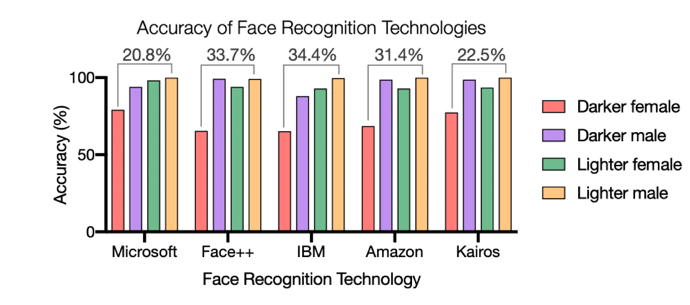 Accuracy of Face Recognition Technologies
20.8% 33.7% 34.4% 31.4% 22.5%
100
50
0
Accuracy (%)
Microsoft Face++ IBM Amazon Kairos
Face Recognition Technology
Darker female
Darker male
Lighter female
Lighter male